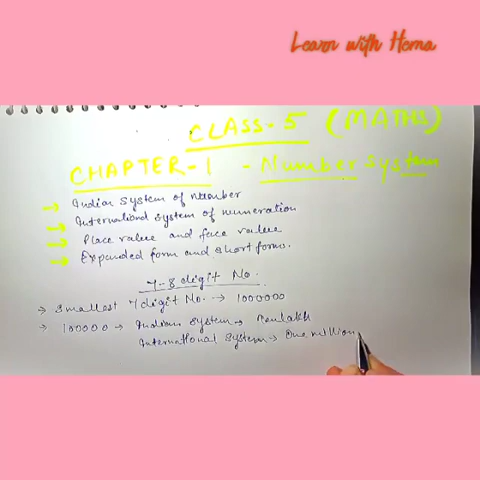 Learn with Hema
CLASS-5 (MATHS)
CHAPTER-1 - Number System
→ Indian System of Number
→ International System of numeration
→ Place value and face value
→ Expanded form and short forms.
7-8 digit No.
→ Smallest 7 digit No. → 1000000
→ 1000000 → Indian System → Ten lakh
International System → One million